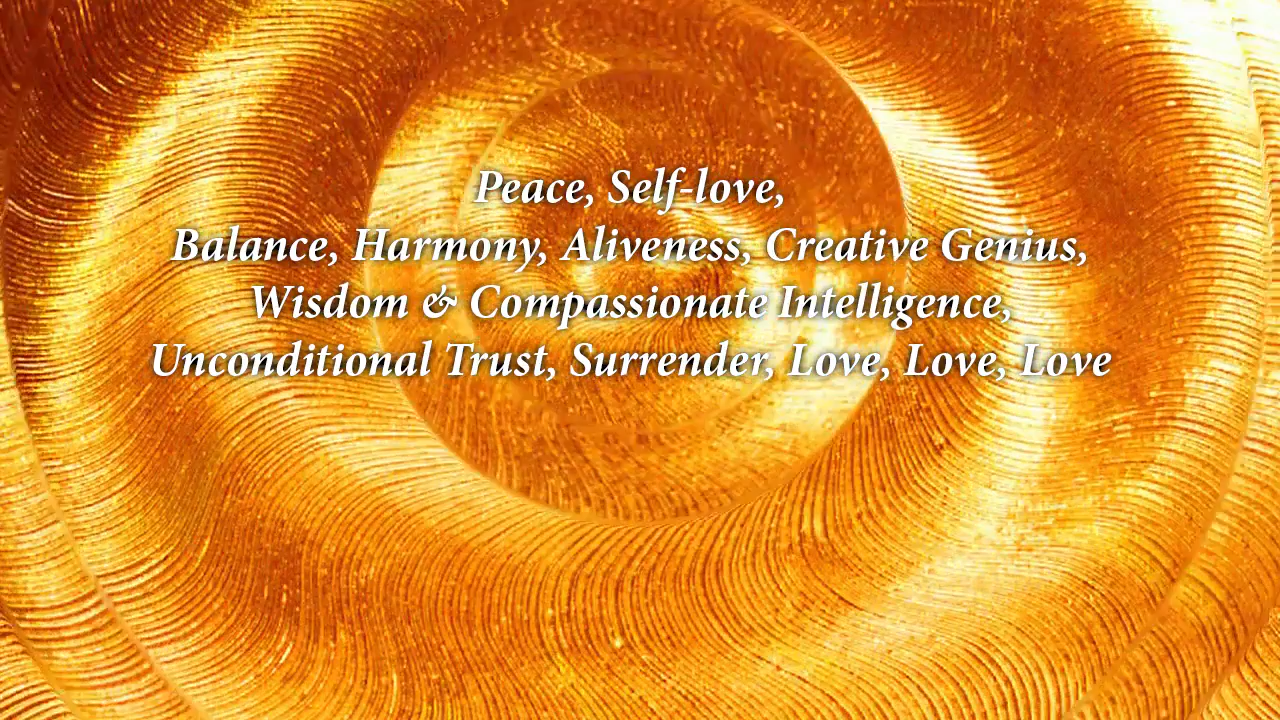 Peace, Self-love,
Balance, Harmony, Aliveness, Creative Genius,
Wisdom & Compassionate Intelligence,
Unconditional Trust, Surrender, Love, Love, Love